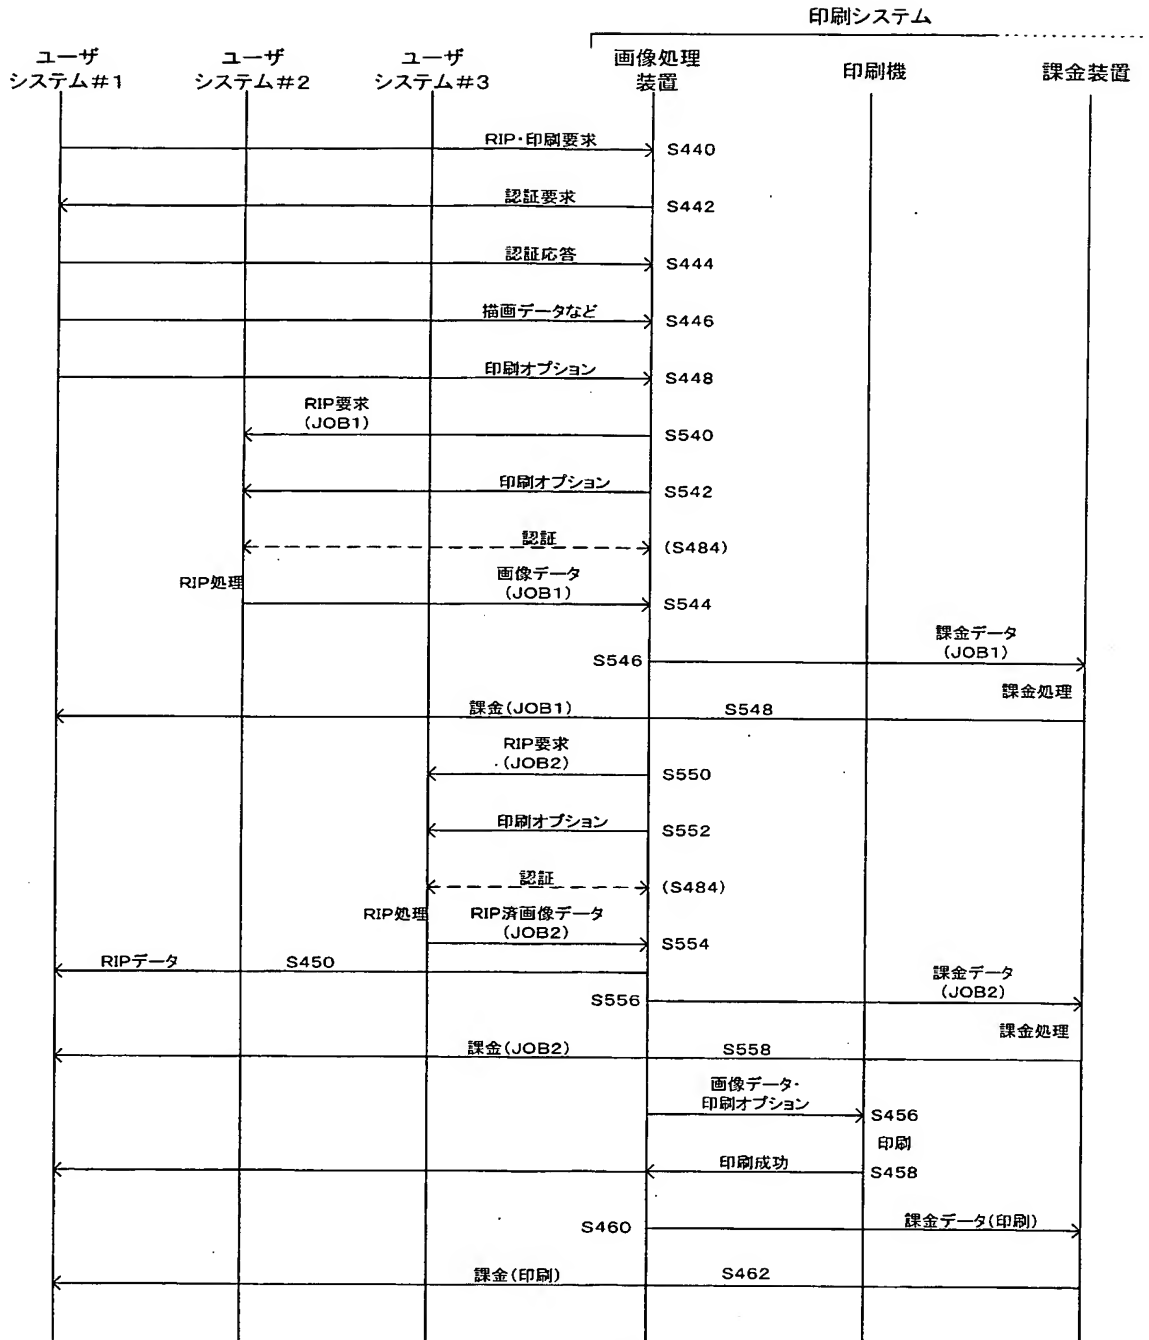 印刷システム
ユーザ
システム#1
ユーザ
システム#2
ユーザ
システム#3
画像処理
装置
印刷機
課金装置
RIP・印刷要求
S440
認証要求
S442
認証応答
S444
描画データなど
S446
印刷オプション
S448
RIP要求
(JOB1)
S540
印刷オプション
S542
認証
(S484)
RIP処理
画像データ
(JOB1)
S544
課金データ
(JOB1)
S546
課金処理
課金(JOB1)
S548
RIP要求
(JOB2)
S550
印刷オプション
S552
認証
(S484)
RIP処理
RIP済画像データ
(JOB2)
S554
RIPデータ
S450
課金データ
(JOB2)
S556
課金処理
課金(JOB2)
S558
画像データ・
印刷オプション
S456
印刷
印刷成功
S458
S460
課金データ(印刷)
課金(印刷)
S462